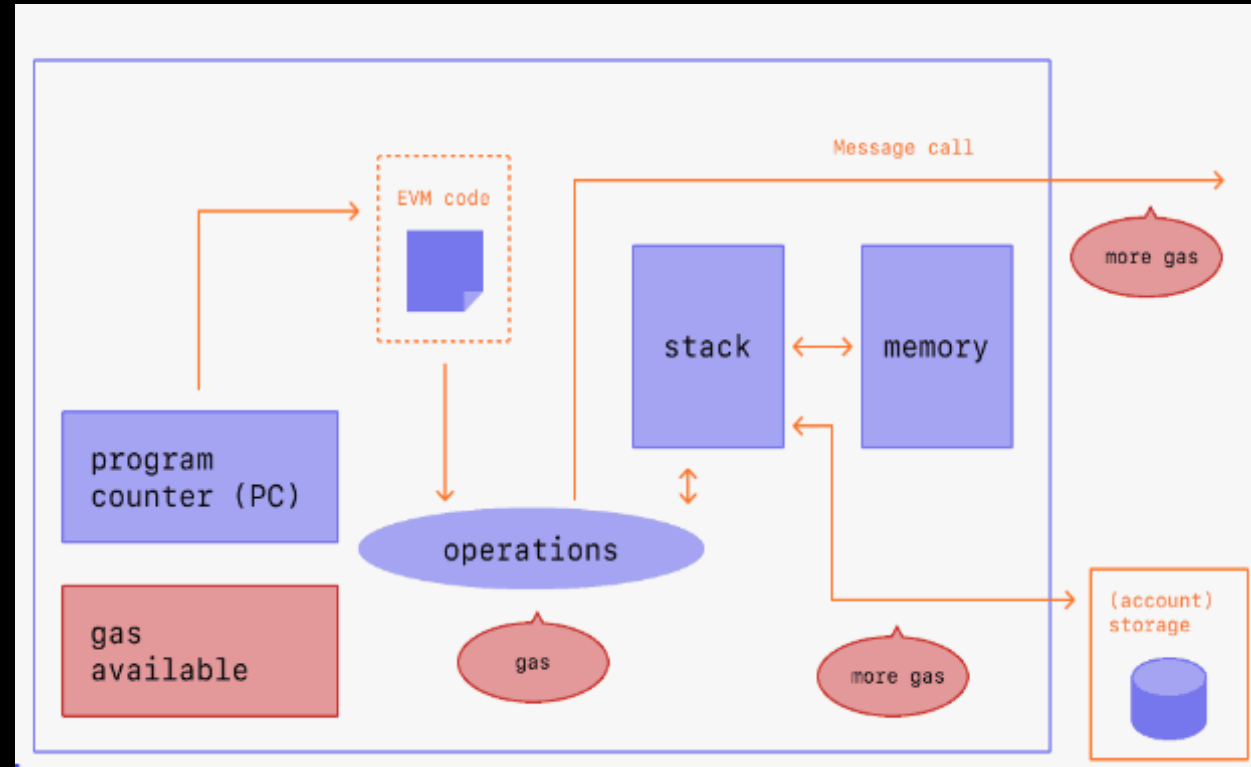 Message call
EVM code
more gas
stack
memory
program
counter (PC)
operations
(account)
storage
gas
available
gas
more gas